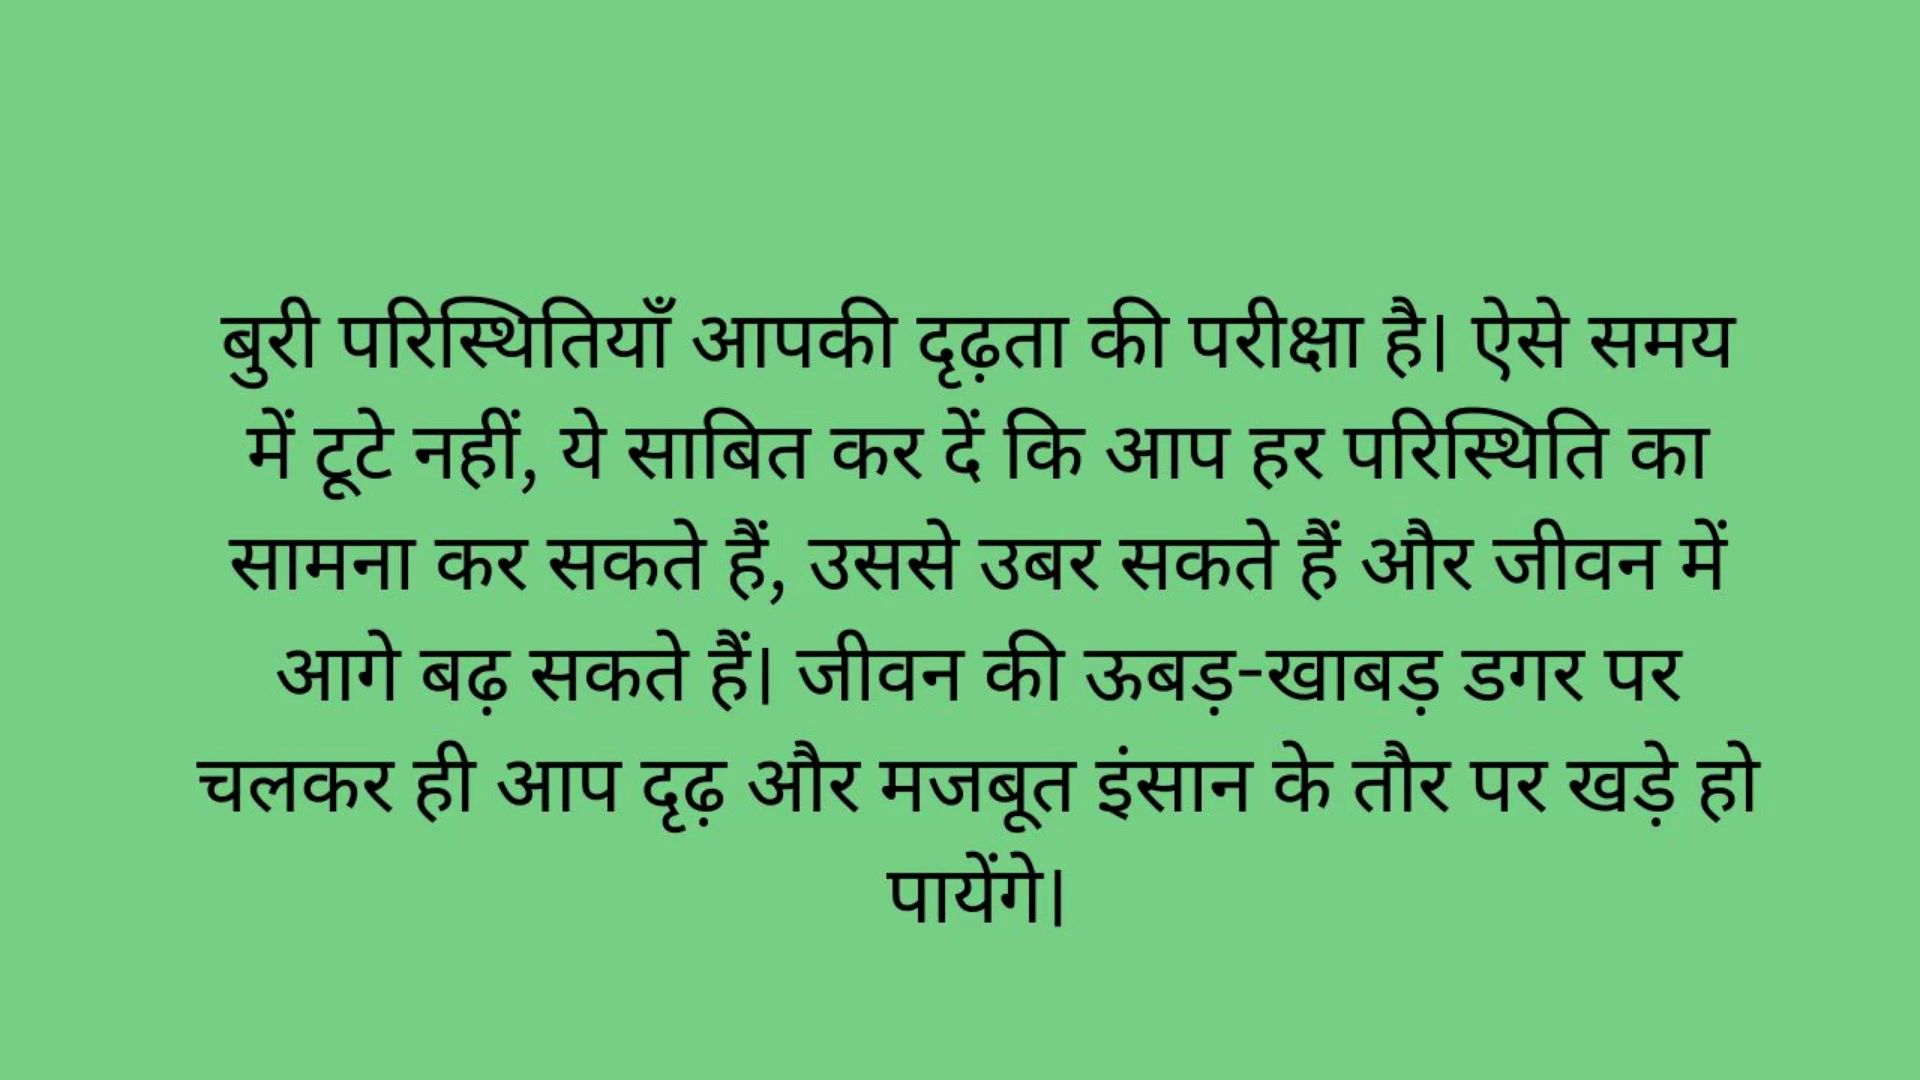 बुरी परिस्थितियाँ आपकी दृढ़ता की परीक्षा है। ऐसे समय
में टूटे नहीं, ये साबित कर दें कि आप हर परिस्थिति का
सामना कर सकते हैं, उससे उबर सकते हैं और जीवन में
आगे बढ़ सकते हैं। जीवन की ऊबड़-खाबड़ डगर पर
चलकर ही आप दृढ़ और मजबूत इंसान के तौर पर खड़े हो
पायेंगे।